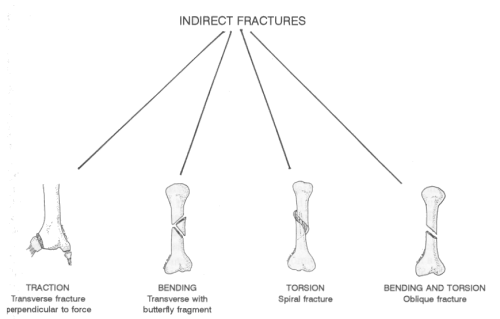 INDIRECT FRACTURES
TRACTION
Transverse fracture
perpendicular to force
BENDING
Transverse with
butterfly fragment
TORSION
Spiral fracture
BENDING AND TORSION
Oblique fracture